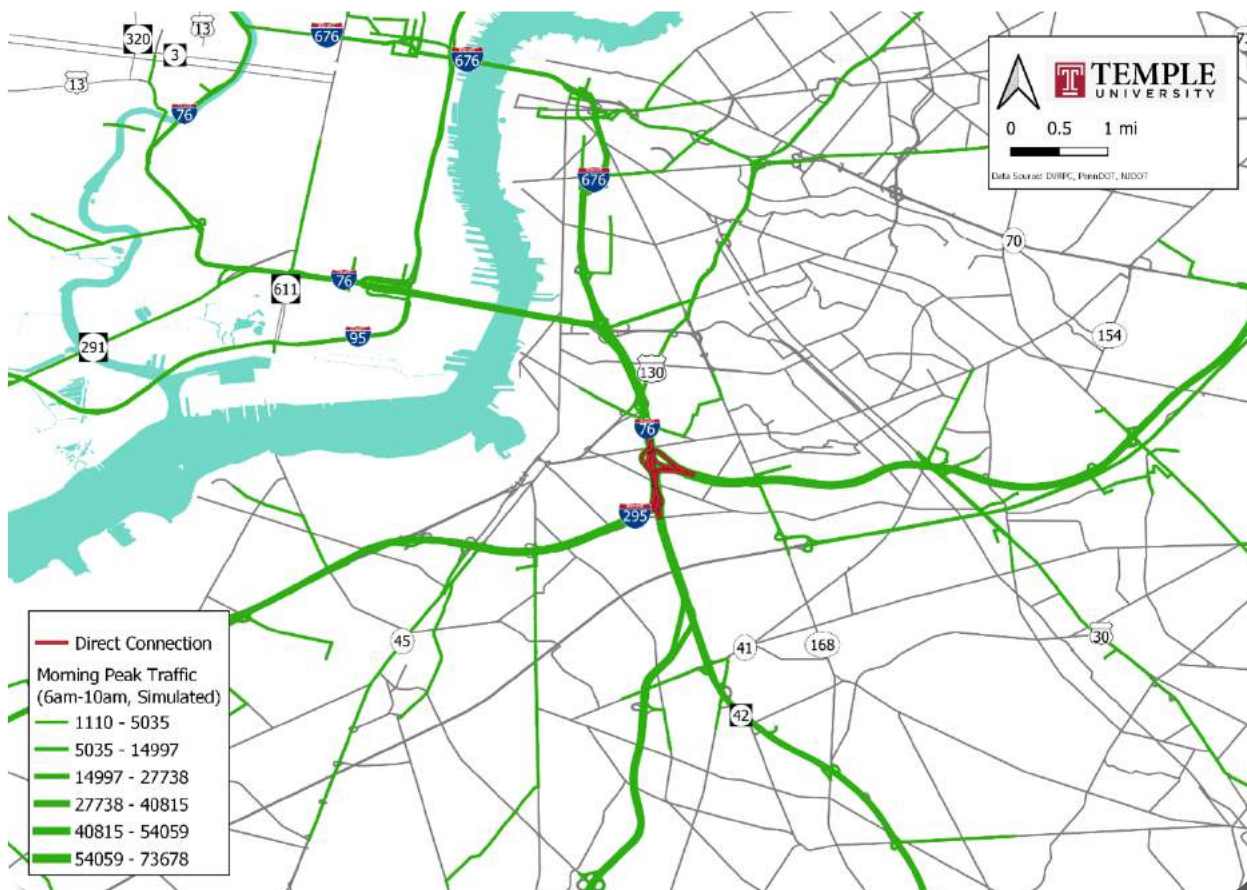 320
13
3
13
676
676
76
676
TEMPLE
UNIVERSITY
0 0.5 1 mi
Data Source: DVRPC, PennDOT, NJDOT
70
76
611
95
291
154
130
76
295
45
41
168
30
42
Direct Connection
Morning Peak Traffic
(6am-10am, Simulated)
1110 - 5035
5035 - 14997
14997 - 27738
27738 - 40815
40815 - 54059
54059 - 73678